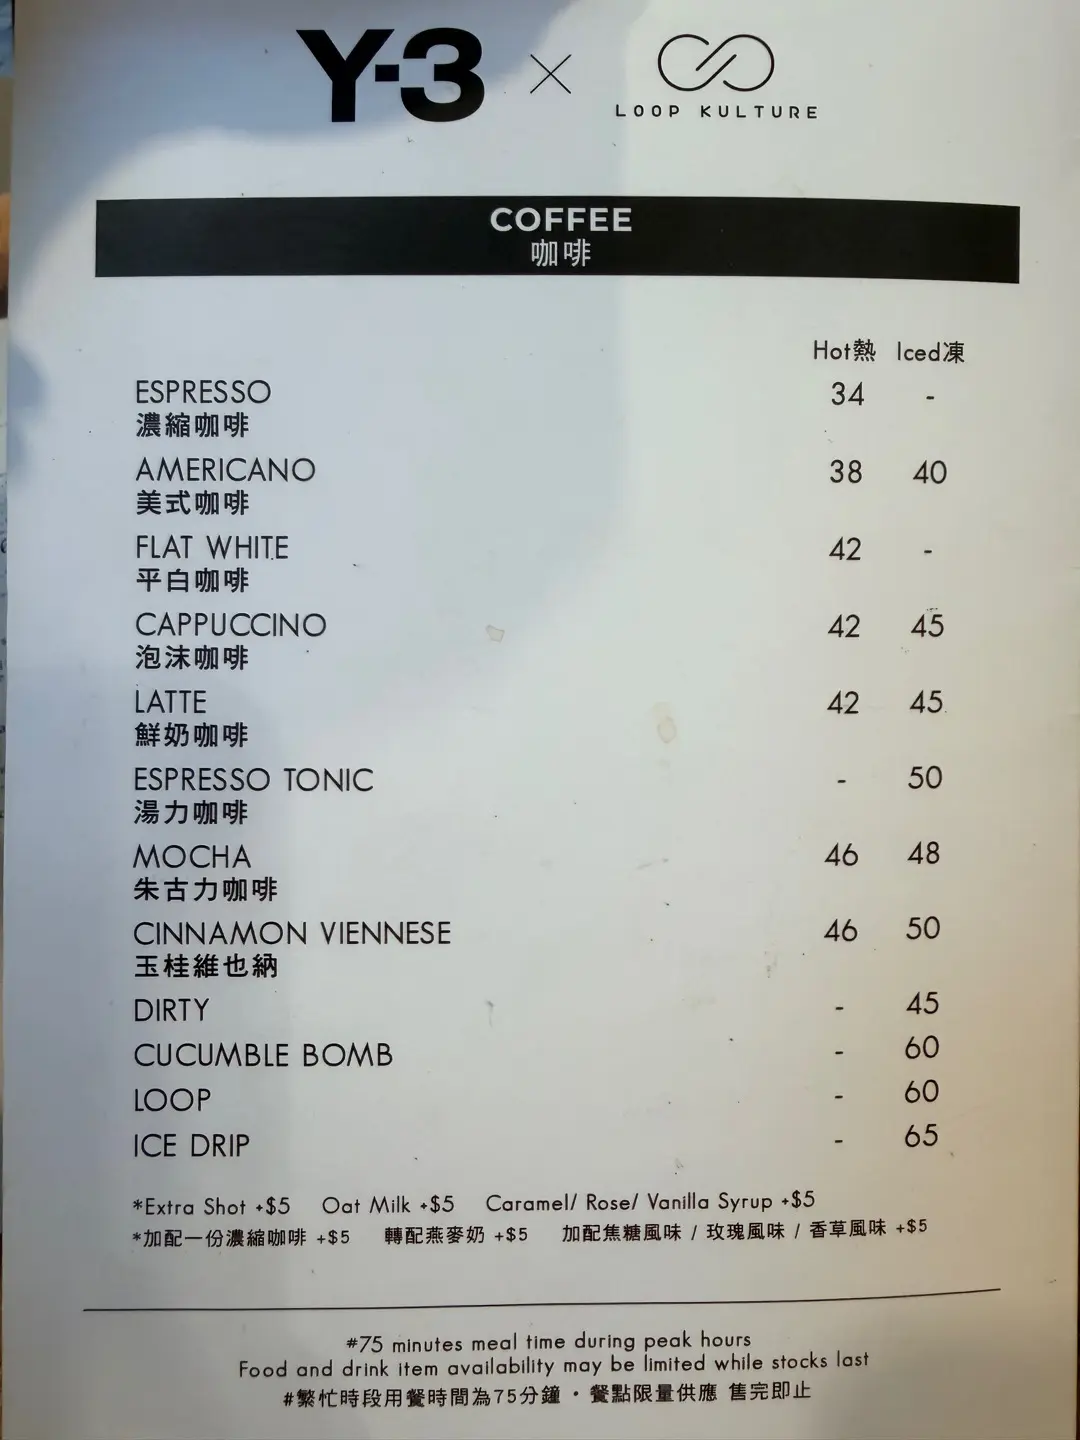 Y-3 × LOOP KULTURE
COFFEE
咖啡
Hot熱 Iced凍
ESPRESSO 34 -
濃縮咖啡
AMERICANO 38 40
美式咖啡
FLAT WHITE 42 -
平白咖啡
CAPPUCCINO 42 45
泡沫咖啡
LATTE 42 45
鮮奶咖啡
ESPRESSO TONIC - 50
湯力咖啡
MOCHA 46 48
朱古力咖啡
CINNAMON VIENNESE 46 50
玉桂維也納
DIRTY - 45
CUCUMBLE BOMB - 60
LOOP - 60
ICE DRIP - 65
*Extra Shot +$5 Oat Milk +$5 Caramel/ Rose/ Vanilla Syrup +$5
*加配一份濃縮咖啡 +$5 轉配燕麥奶 +$5 加配焦糖風味 / 玫瑰風味 / 香草風味 +$5
#75 minutes meal time during peak hours
Food and drink item availability may be limited while stocks last
#繁忙時段用餐時間為75分鐘・餐點限量供應 售完即止